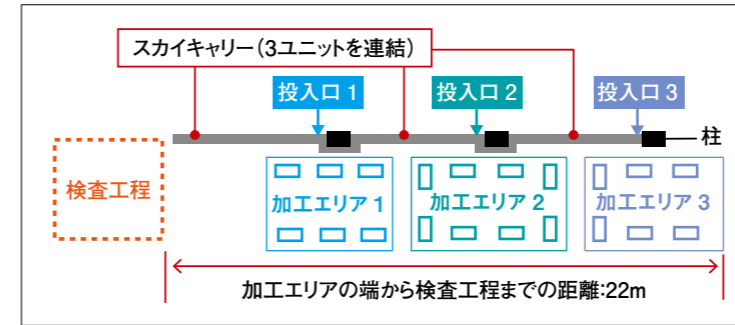 スカイキャリー(3ユニットを連結)
投入口 1
投入口 2
投入口 3
柱
検査工程
加工エリア 1
加工エリア 2
加工エリア 3
加工エリアの端から検査工程までの距離:22m